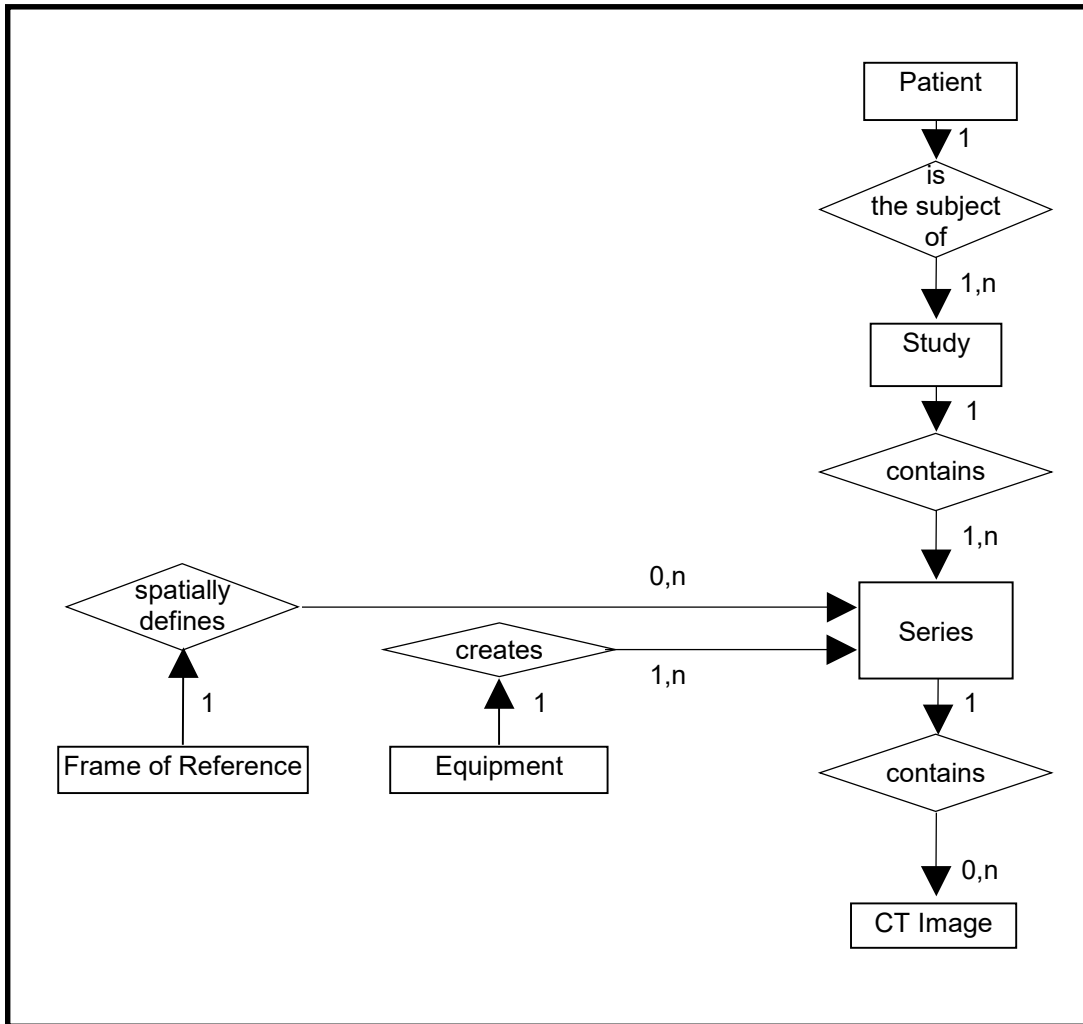 Patient
1
is
the subject
of
1,n
Study
1
contains
1,n
spatially
defines
0,n
Series
creates
1,n
1
1
1
Frame of Reference
Equipment
contains
0,n
CT Image